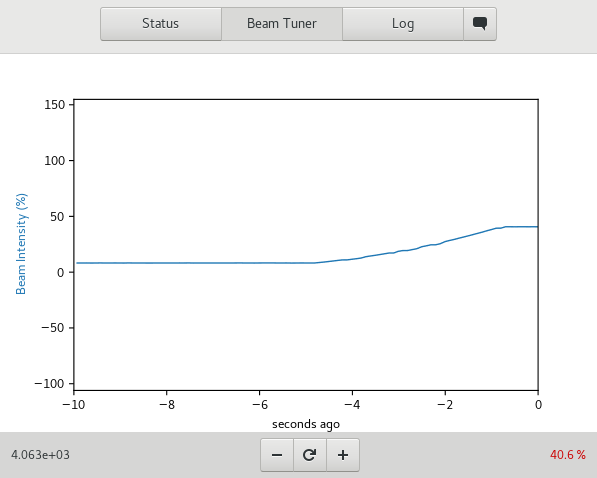 Status Beam Tuner Log
150
100
50
0
−50
−100
Beam Intensity (%)
−10 −8 −6 −4 −2 0
seconds ago
4.063e+03 − + 40.6 %